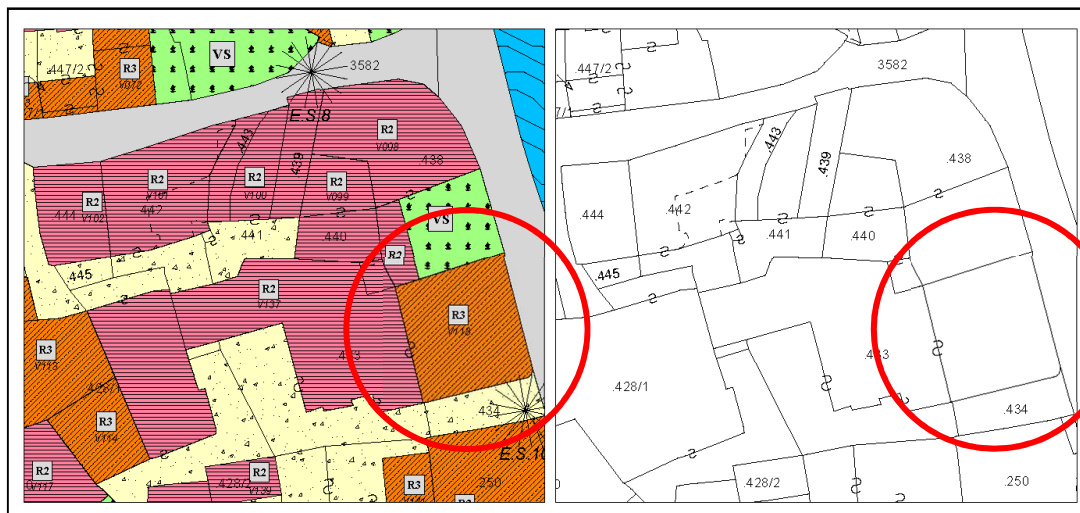 .447/2
R3
V072
VS
3582
E.S.8
.443
R2
V098
.438
.439
R2
V101
R2
V100
R2
V099
R2
V102
.444
.442
VS
.441
.440
R2
.445
R2
V137
R3
V118
R3
V113
.433
R3
V114
.434
E.S.10
R2
V117
R2
V139
.428/2
R3
.250
R2
.447/2
3582
.443
.439
.438
.444
.442
.441
.440
.445
.433
.428/1
.434
.428/2
.250